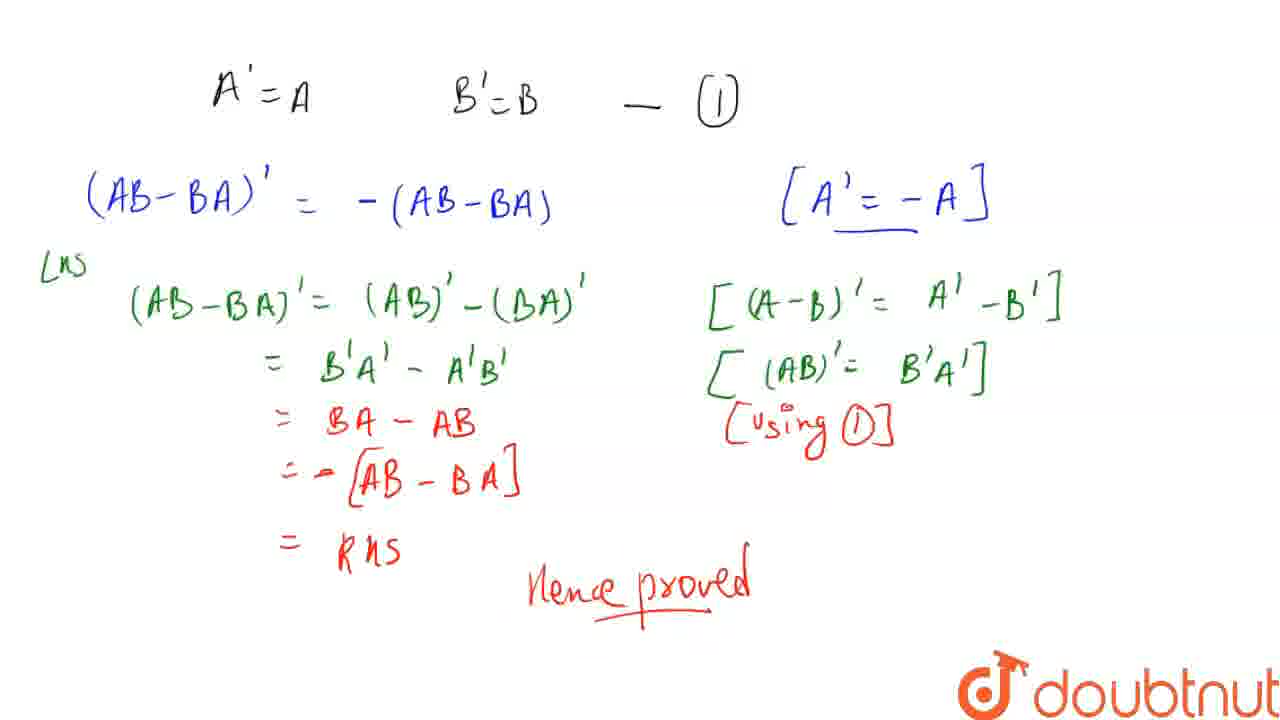 A' = A B' = B — ①
(AB - BA)' = - (AB - BA) [A' = - A]
LHS
(AB - BA)' = (AB)' - (BA)' [(A - B)' = A' - B']
= B'A' - A'B' [(AB)' = B'A']
= BA - AB [using ①]
= - [AB - BA]
= RHS
Hence proved
doubtnut